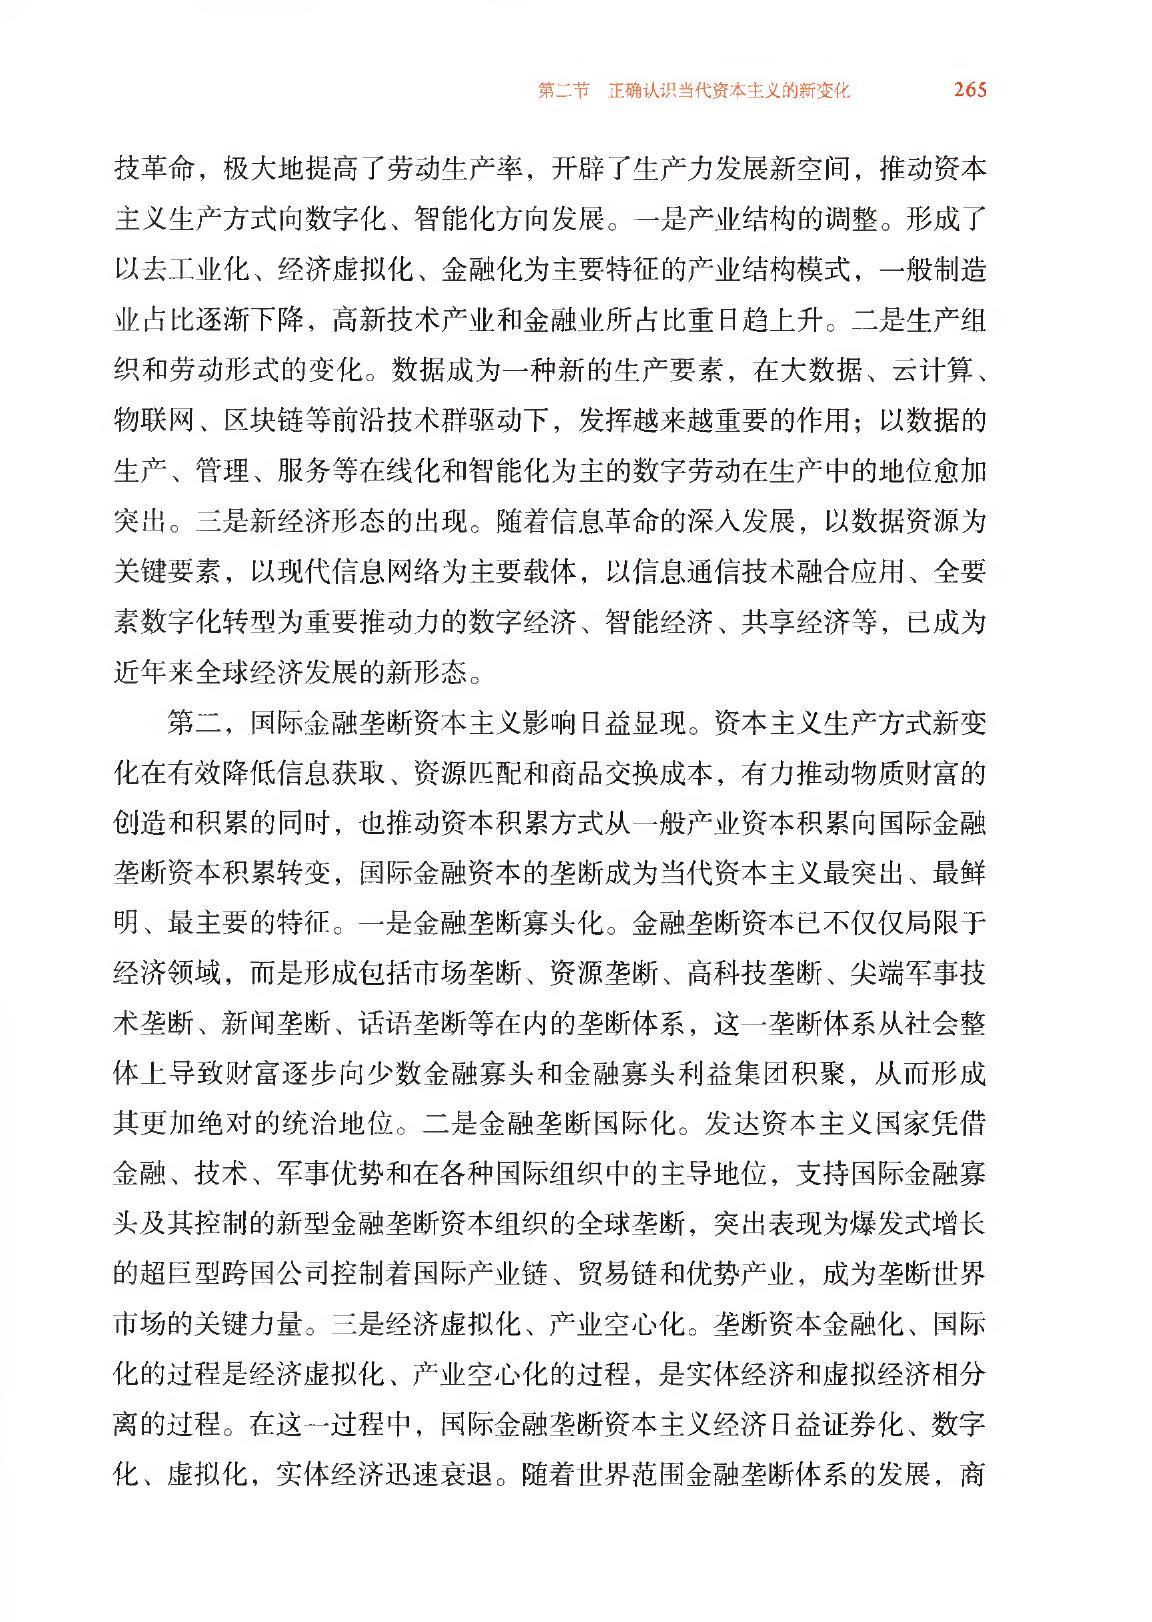 第二节　正确认识当代资本主义的新变化　265
技革命，极大地提高了劳动生产率，开辟了生产力发展新空间，推动资本
主义生产方式向数字化、智能化方向发展。一是产业结构的调整。形成了
以去工业化、经济虚拟化、金融化为主要特征的产业结构模式，一般制造
业占比逐渐下降，高新技术产业和金融业所占比重日趋上升。二是生产组
织和劳动形式的变化。数据成为一种新的生产要素，在大数据、云计算、
物联网、区块链等前沿技术群驱动下，发挥越来越重要的作用；以数据的
生产、管理、服务等在线化和智能化为主的数字劳动在生产中的地位愈加
突出。三是新经济形态的出现。随着信息革命的深入发展，以数据资源为
关键要素，以现代信息网络为主要载体，以信息通信技术融合应用、全要
素数字化转型为重要推动力的数字经济、智能经济、共享经济等，已成为
近年来全球经济发展的新形态。
第二，国际金融垄断资本主义影响日益显现。资本主义生产方式新变
化在有效降低信息获取、资源匹配和商品交换成本，有力推动物质财富的
创造和积累的同时，也推动资本积累方式从一般产业资本积累向国际金融
垄断资本积累转变，国际金融资本的垄断成为当代资本主义最突出、最鲜
明、最主要的特征。一是金融垄断寡头化。金融垄断资本已不仅仅局限于
经济领域，而是形成包括市场垄断、资源垄断、高科技垄断、尖端军事技
术垄断、新闻垄断、话语垄断等在内的垄断体系，这一垄断体系从社会整
体上导致财富逐步向少数金融寡头和金融寡头利益集团积聚，从而形成
其更加绝对的统治地位。二是金融垄断国际化。发达资本主义国家凭借
金融、技术、军事优势和在各种国际组织中的主导地位，支持国际金融寡
头及其控制的新型金融垄断资本组织的全球垄断，突出表现为爆发式增长
的超巨型跨国公司控制着国际产业链、贸易链和优势产业，成为垄断世界
市场的关键力量。三是经济虚拟化、产业空心化。垄断资本金融化、国际
化的过程是经济虚拟化、产业空心化的过程，是实体经济和虚拟经济相分
离的过程。在这一过程中，国际金融垄断资本主义经济日益证券化、数字
化、虚拟化，实体经济迅速衰退。随着世界范围金融垄断体系的发展，商